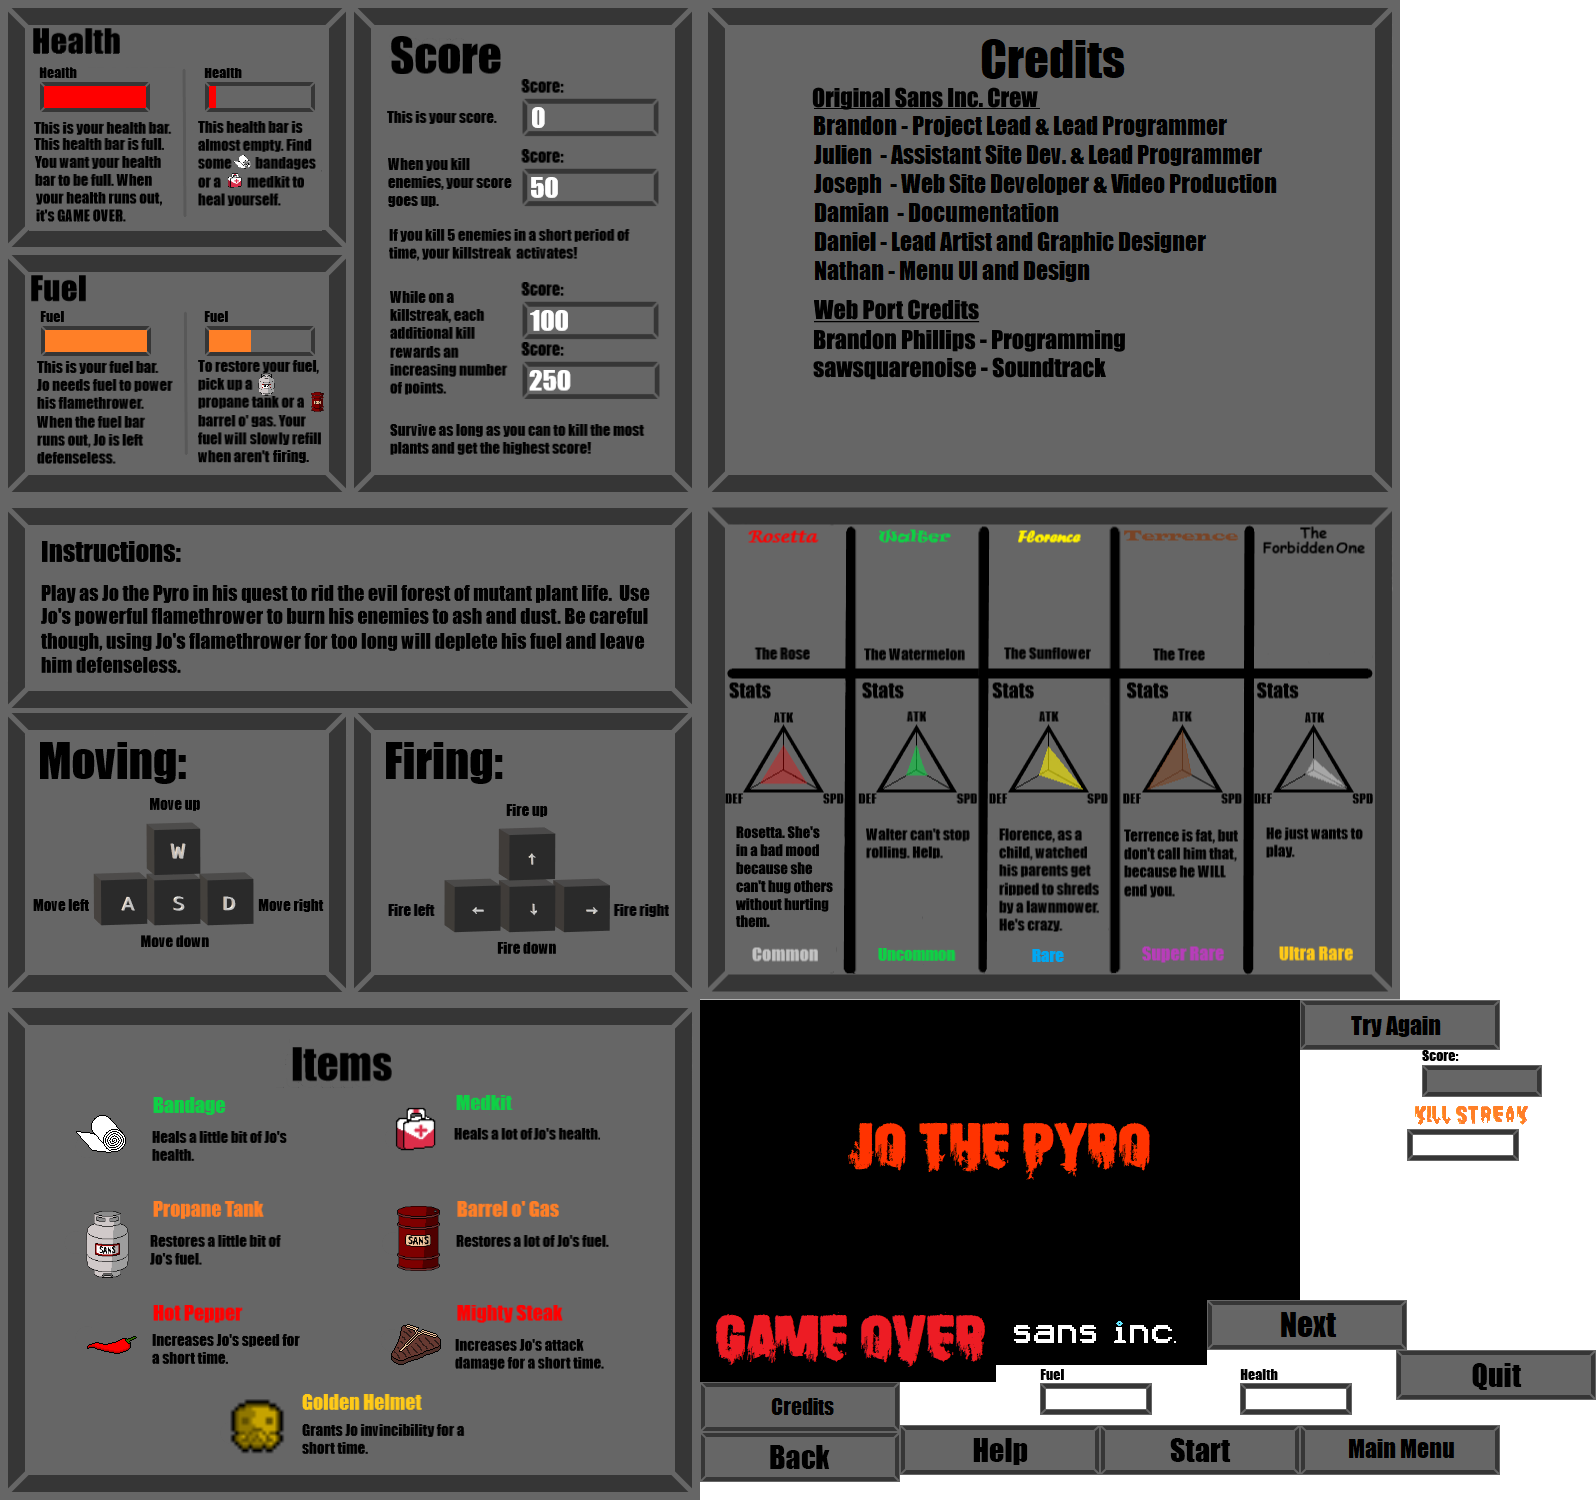 Health
Health
This is your health bar.
This health bar is full.
You want your health
bar to be full. When
your health runs out,
it's GAME OVER.
Health
This health bar is
almost empty. Find
some bandages
or a medkit to
heal yourself.
Fuel
Fuel
This is your fuel bar.
Jo needs fuel to power
his flamethrower.
When the fuel bar
runs out, Jo is left
defenseless.
Fuel
To restore your fuel,
pick up a
propane tank or a
barrel o' gas. Your
fuel will slowly refill
when aren't firing.
Score
This is your score.
Score:
0
When you kill
enemies, your score
goes up.
Score:
50
If you kill 5 enemies in a short period of
time, your killstreak activates!
While on a
killstreak, each
additional kill
rewards an
increasing number
of points.
Score:
100
Score:
250
Survive as long as you can to kill the most
plants and get the highest score!
Credits
Original Sans Inc. Crew
Brandon - Project Lead & Lead Programmer
Julien - Assistant Site Dev. & Lead Programmer
Joseph - Web Site Developer & Video Production
Damian - Documentation
Daniel - Lead Artist and Graphic Designer
Nathan - Menu UI and Design
Web Port Credits
Brandon Phillips - Programming
sawsquarenoise - Soundtrack
Instructions:
Play as Jo the Pyro in his quest to rid the evil forest of mutant plant life. Use
Jo's powerful flamethrower to burn his enemies to ash and dust. Be careful
though, using Jo's flamethrower for too long will deplete his fuel and leave
him defenseless.
Moving:
Move up
W
Move left
A
S
D
Move right
Move down
Firing:
Fire up
↑
Fire left
←
↓
→
Fire right
Fire down
Rosetta
The Rose
Stats
ATK
DEF
SPD
Rosetta. She's
in a bad mood
because she
can't hug others
without hurting
them.
Common
Walter
The Watermelon
Stats
ATK
DEF
SPD
Walter can't stop
rolling. Help.
Uncommon
Florence
The Sunflower
Stats
ATK
DEF
SPD
Florence, as a
child, watched
his parents get
ripped to shreds
by a lawnmower.
He's crazy.
Rare
Terrence
The Tree
Stats
ATK
DEF
SPD
Terrence is fat, but
don't call him that,
because he WILL
end you.
Super Rare
The
Forbidden One
Stats
ATK
DEF
SPD
He just wants to
play.
Ultra Rare
Items
Bandage
Heals a little bit of Jo's
health.
Medkit
Heals a lot of Jo's health.
Propane Tank
SANS
Restores a little bit of
Jo's fuel.
Barrel o' Gas
SANS
Restores a lot of Jo's fuel.
Hot Pepper
Increases Jo's speed for
a short time.
Mighty Steak
Increases Jo's attack
damage for a short time.
Golden Helmet
Grants Jo invincibility for a
short time.
JO THE PYRO
Try Again
Score:
KILL STREAK
GAME OVER
sans inc.
Next
Quit
Fuel
Health
Credits
Back
Help
Start
Main Menu